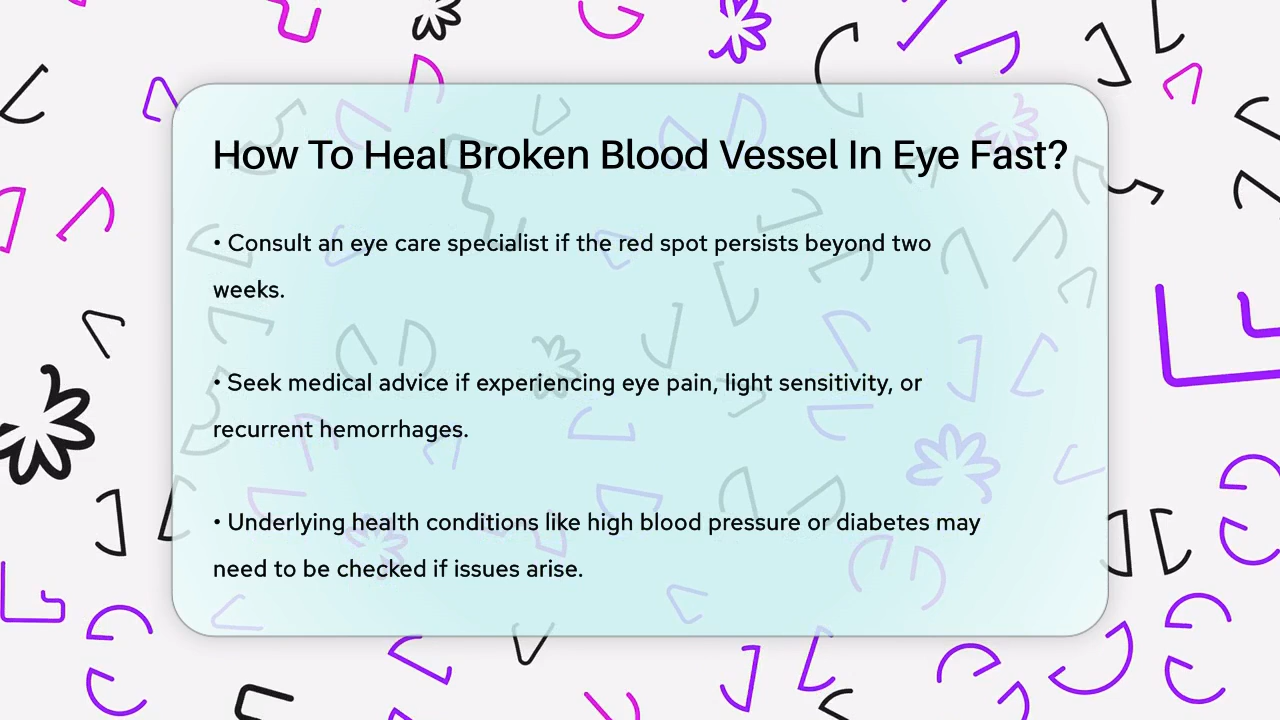 How To Heal Broken Blood Vessel In Eye Fast?
• Consult an eye care specialist if the red spot persists beyond two
weeks.
• Seek medical advice if experiencing eye pain, light sensitivity, or
recurrent hemorrhages.
• Underlying health conditions like high blood pressure or diabetes may
need to be checked if issues arise.